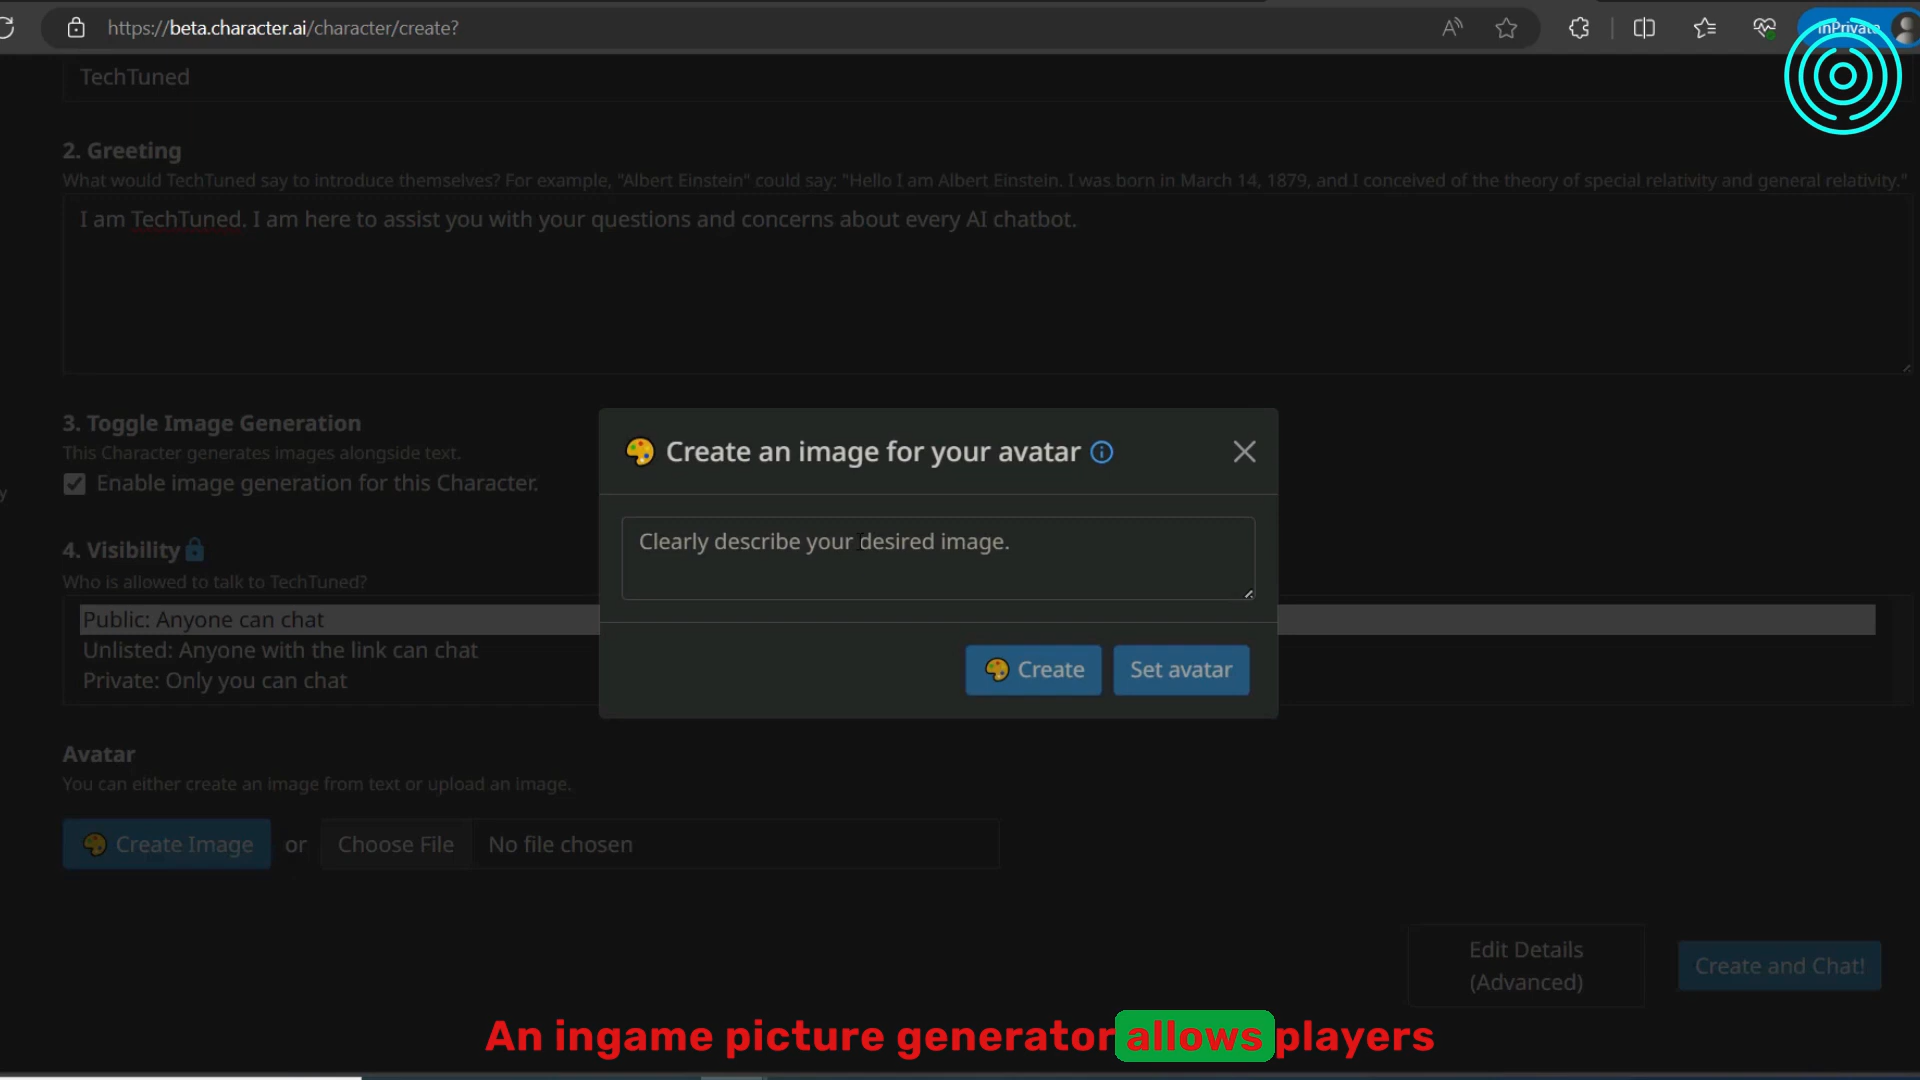 https://beta.character.ai/character/create?
InPrivate
TechTuned
2. Greeting
What would TechTuned say to introduce themselves? For example, "Albert Einstein" could say: "Hello I am Albert Einstein. I was born in March 14, 1879, and I conceived of the theory of special relativity and general relativity."
I am TechTuned. I am here to assist you with your questions and concerns about every AI chatbot.
3. Toggle Image Generation
This Character generates images alongside text.
Enable image generation for this Character.
y
4. Visibility
Who is allowed to talk to TechTuned?
Public: Anyone can chat
Unlisted: Anyone with the link can chat
Private: Only you can chat
Create an image for your avatar
Clearly describe your desired image.
Create
Set avatar
Avatar
You can either create an image from text or upload an image.
Create Image or Choose File No file chosen
Edit Details
(Advanced)
Create and Chat!
An ingame picture generator allows players